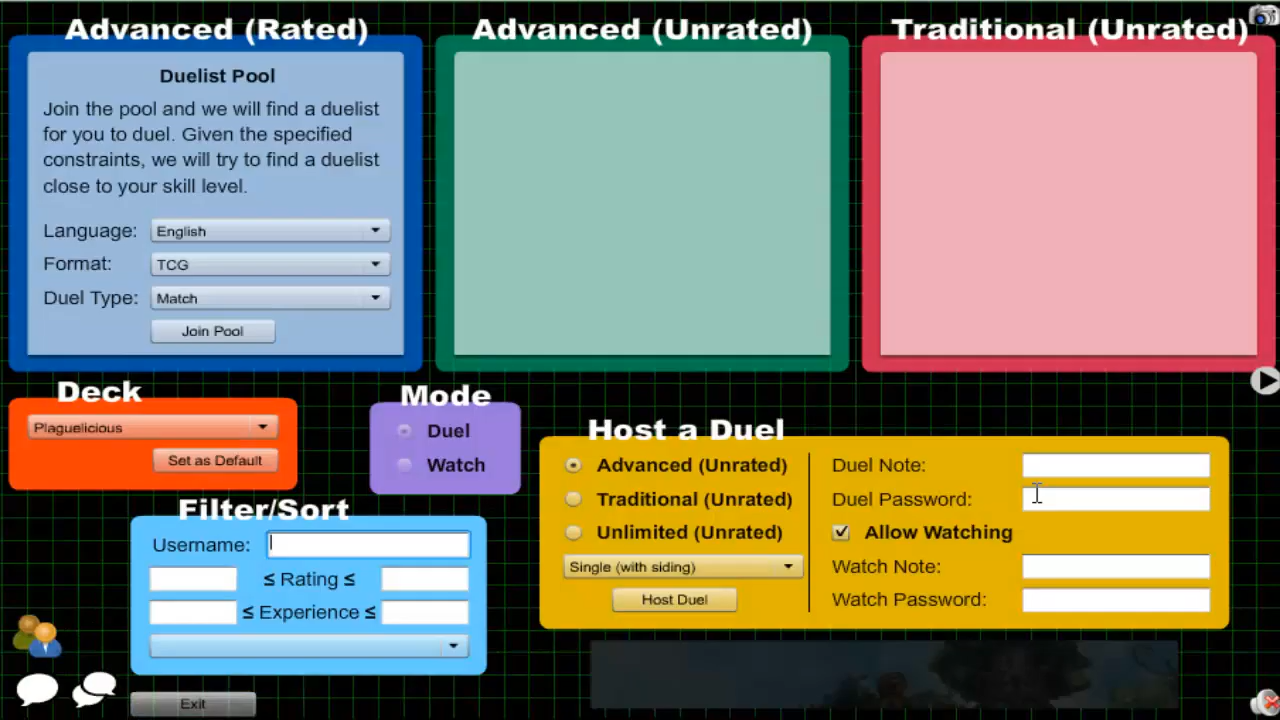 Advanced (Rated)
Duelist Pool
Join the pool and we will find a duelist
for you to duel. Given the specified
constraints, we will try to find a duelist
close to your skill level.
Language: English
Format: TCG
Duel Type: Match
Join Pool
Advanced (Unrated)
Traditional (Unrated)
Deck
Plaguelicious
Set as Default
Mode
Duel
Watch
Filter/Sort
Username:
≤ Rating ≤
≤ Experience ≤
Exit
Host a Duel
Advanced (Unrated)
Traditional (Unrated)
Unlimited (Unrated)
Single (with siding)
Host Duel
Duel Note:
Duel Password:
Allow Watching
Watch Note:
Watch Password: